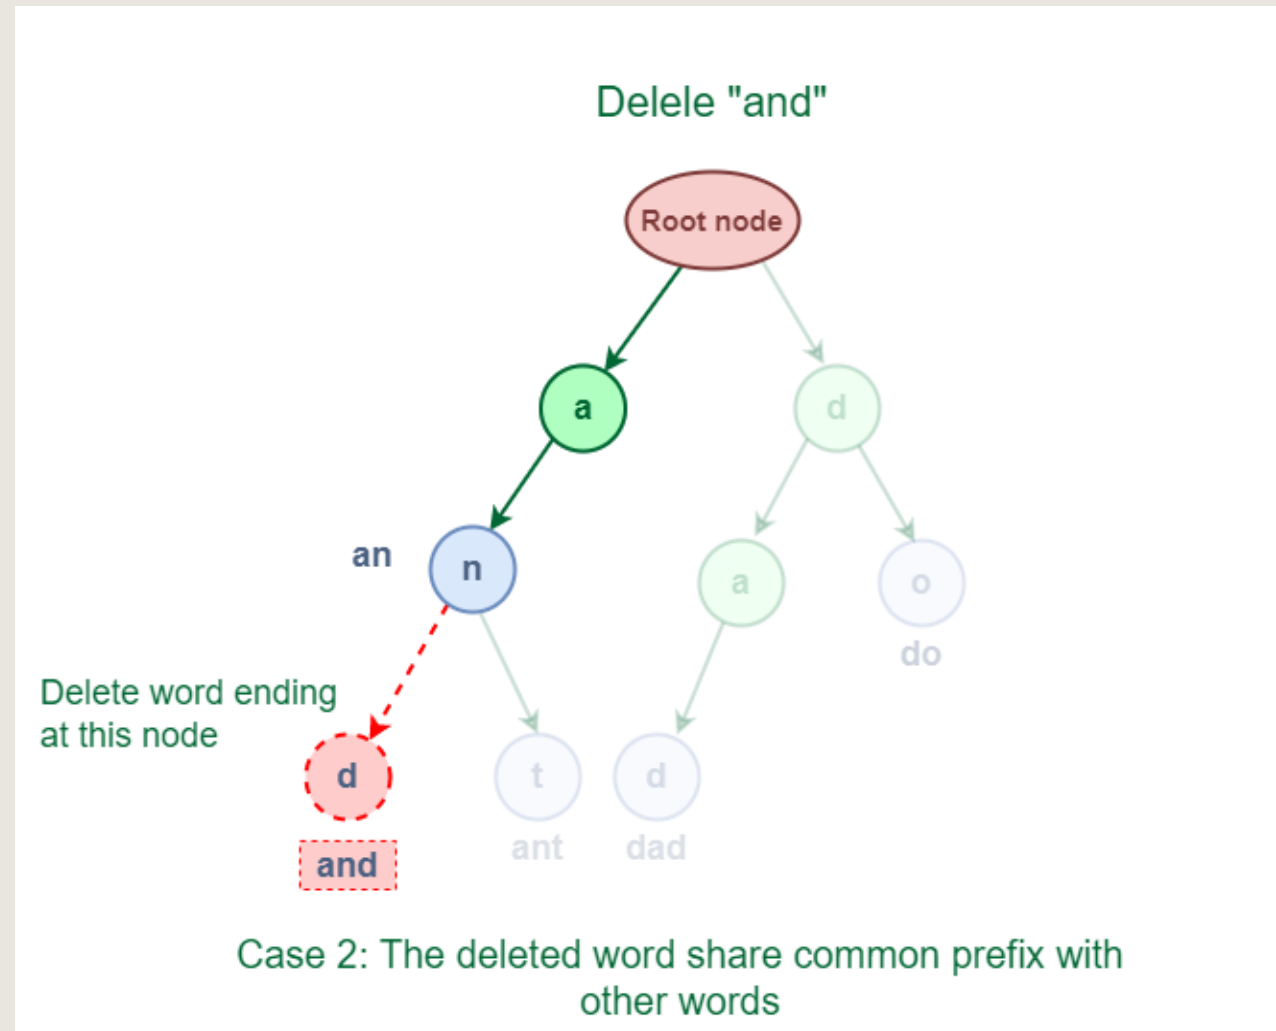 Delele "and"
Root node
a
d
an
n
a
o
do
Delete word ending
at this node
d
t
d
and
ant
dad
Case 2: The deleted word share common prefix with
other words